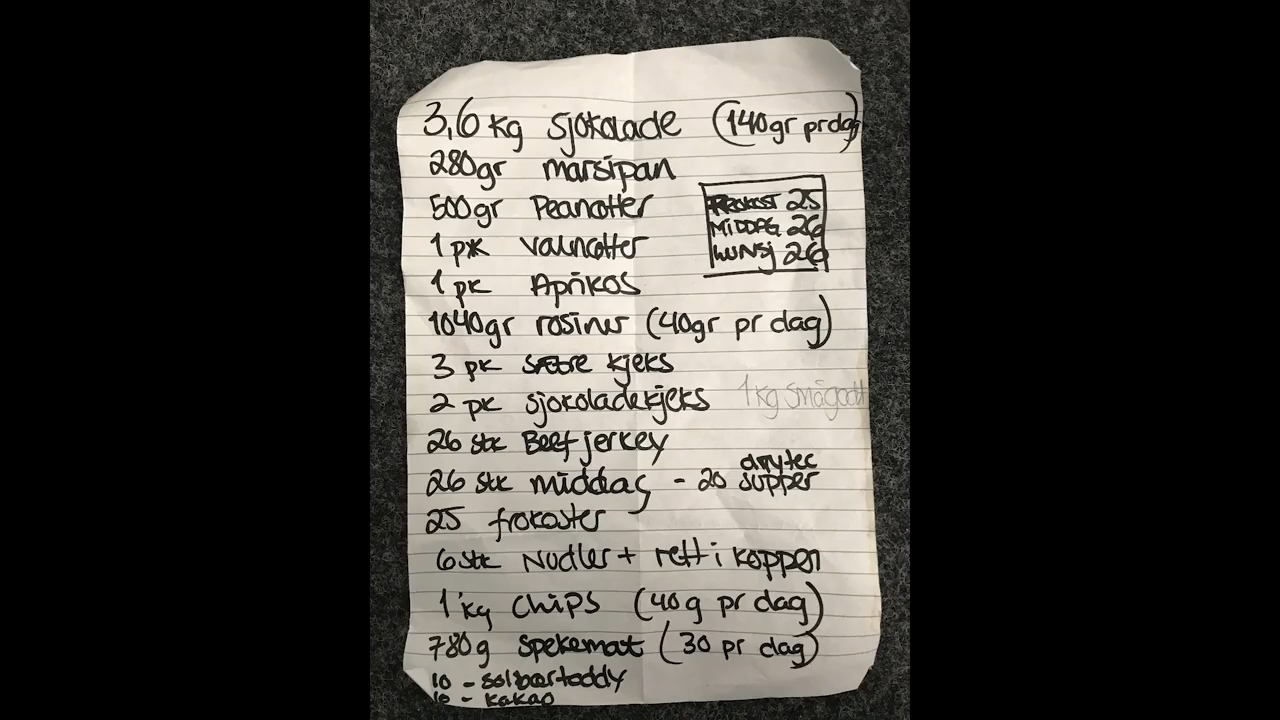 3,6 kg sjokolade (140gr pr dag)
280gr marsipan
500gr Peanøtter
1 pk valnøtter
1 pk Aprikos
1040gr rosiner (40gr pr dag)
3 pk sætre kjeks
2 pk sjokoladekjeks
26 stk Beef jerkey
26 stk middag - 20 drytec supper
25 frokoster
6 stk Nudler + rett i koppen
1 kg Chips (40g pr dag)
780g spekemat (30 pr dag)
10 - solbærtoddy
10 - kakao
FROKOST 25
MIDDAG 26
LUNSJ 26
1 kg smågodt